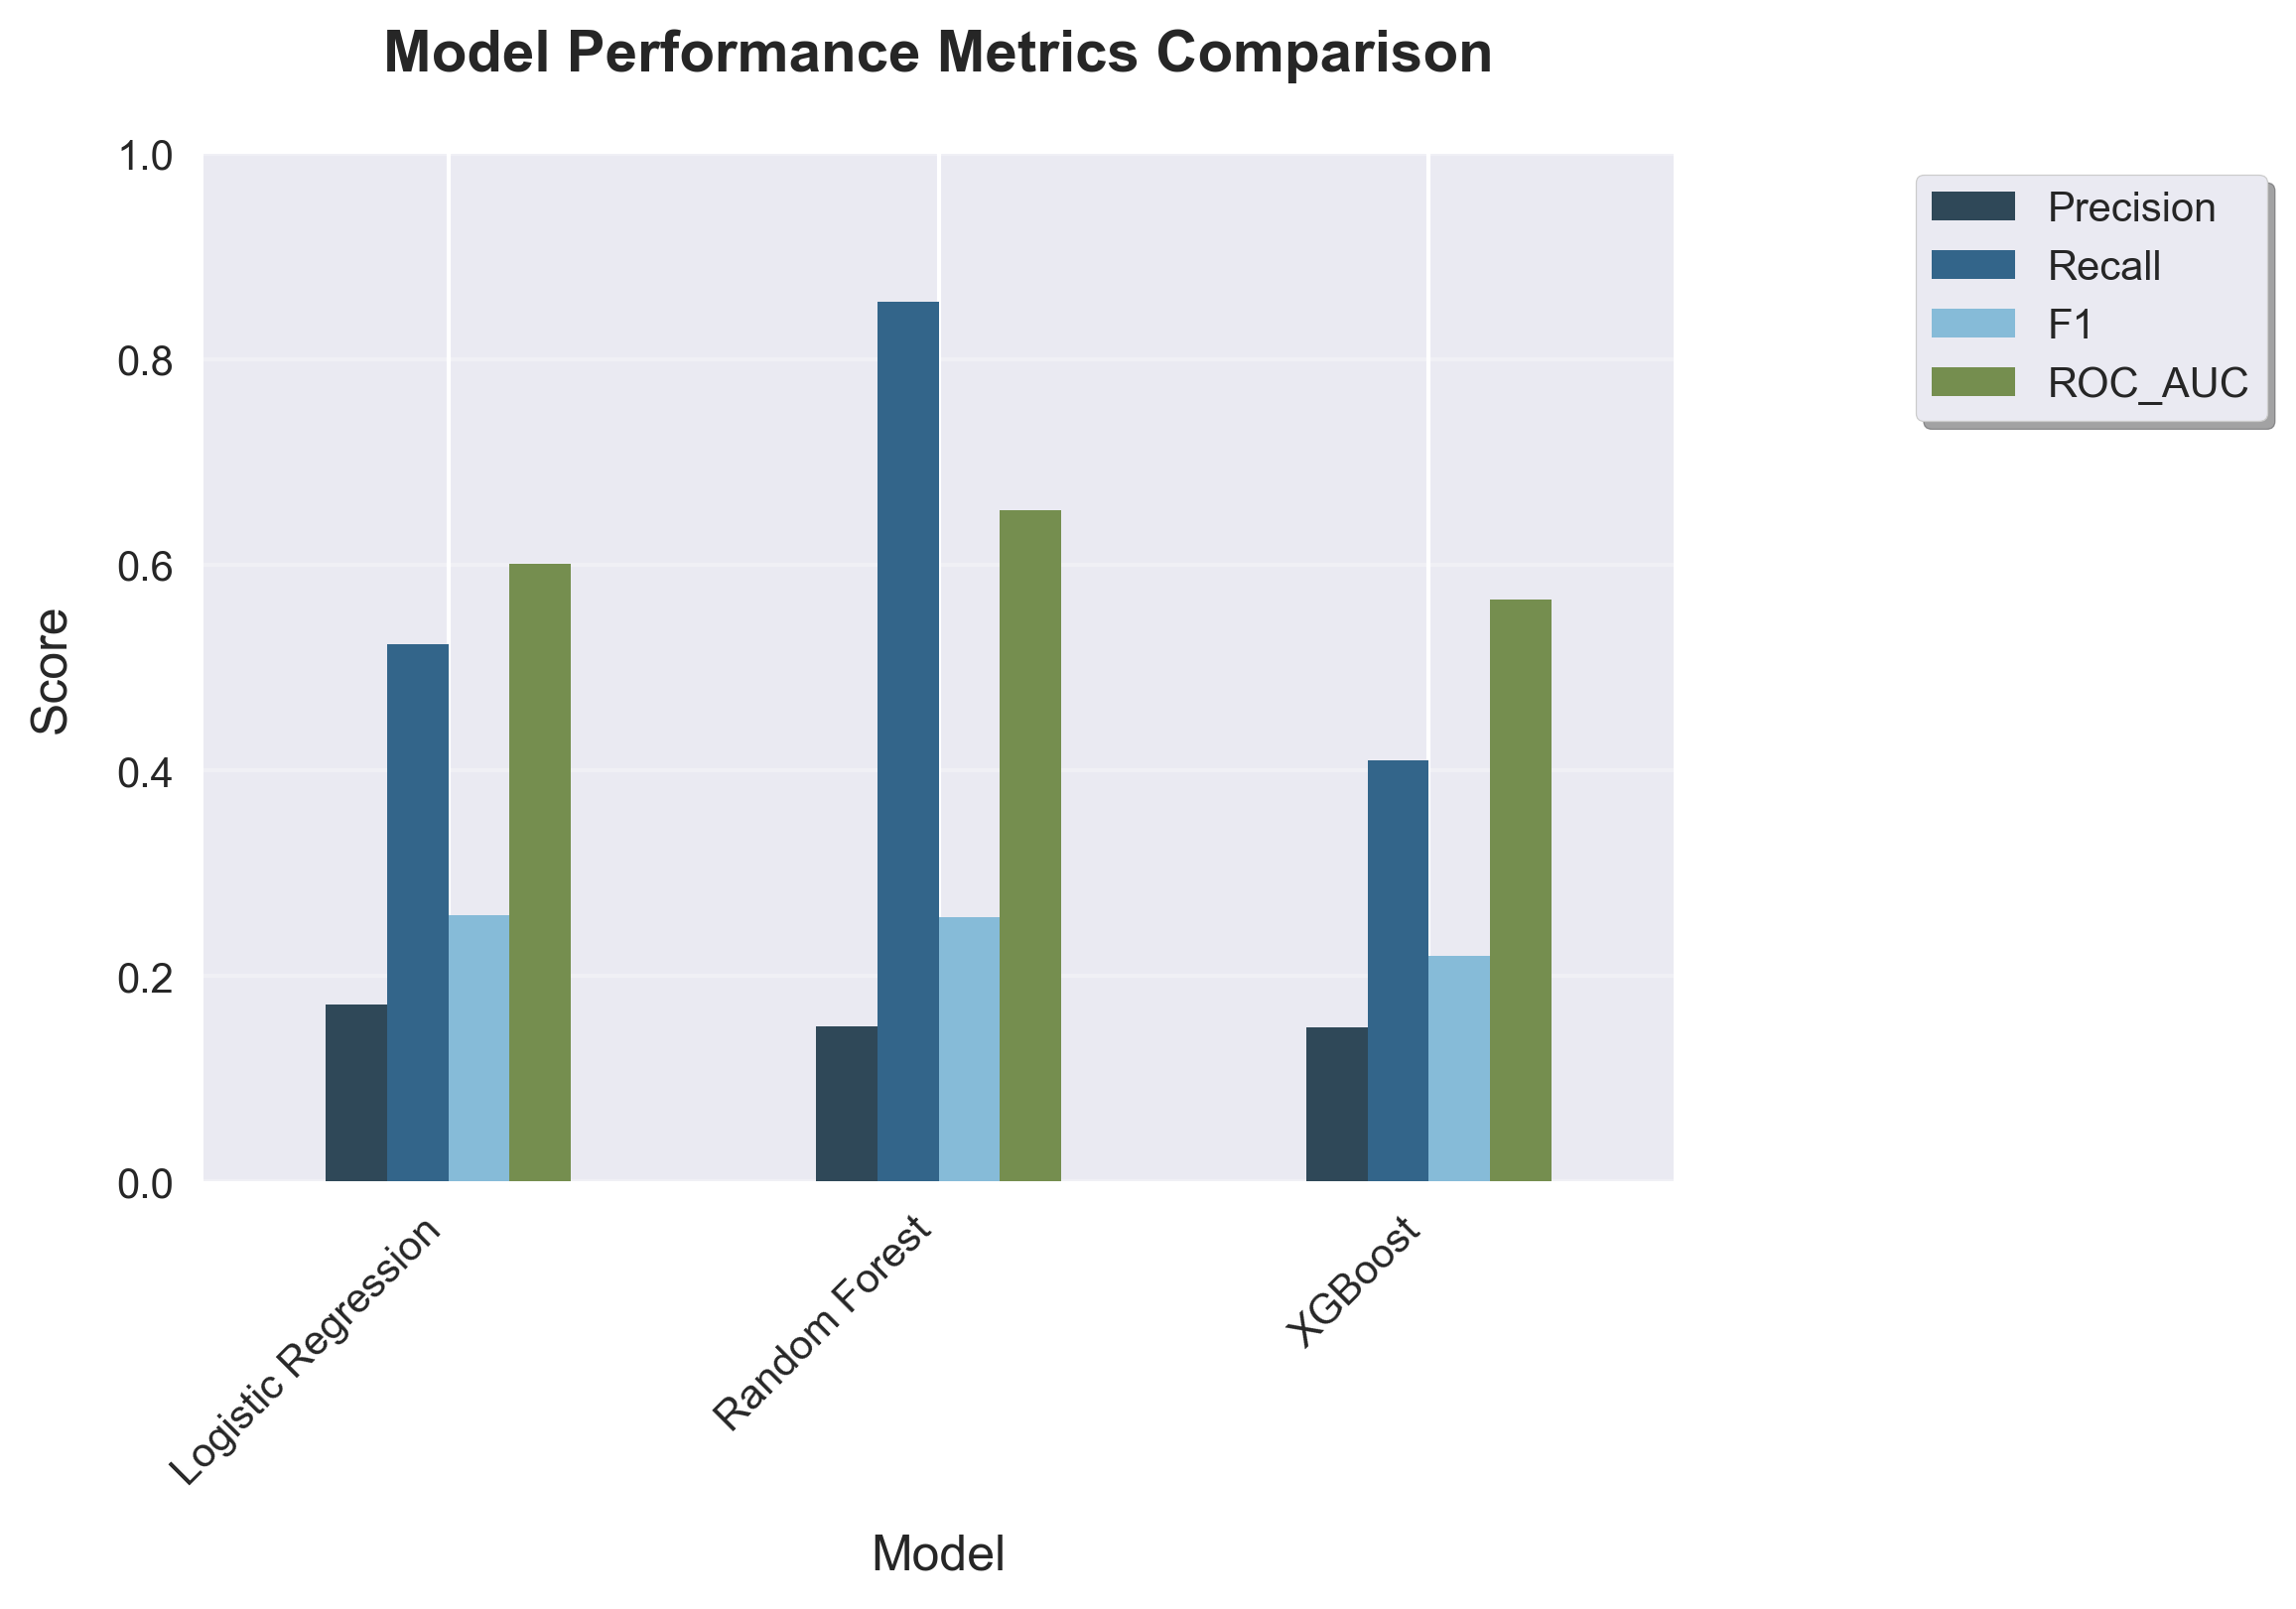 Model Performance Metrics Comparison
1.0
0.8
0.6
0.4
0.2
0.0
Score
Logistic Regression
Random Forest
XGBoost
Model
Precision
Recall
F1
ROC_AUC